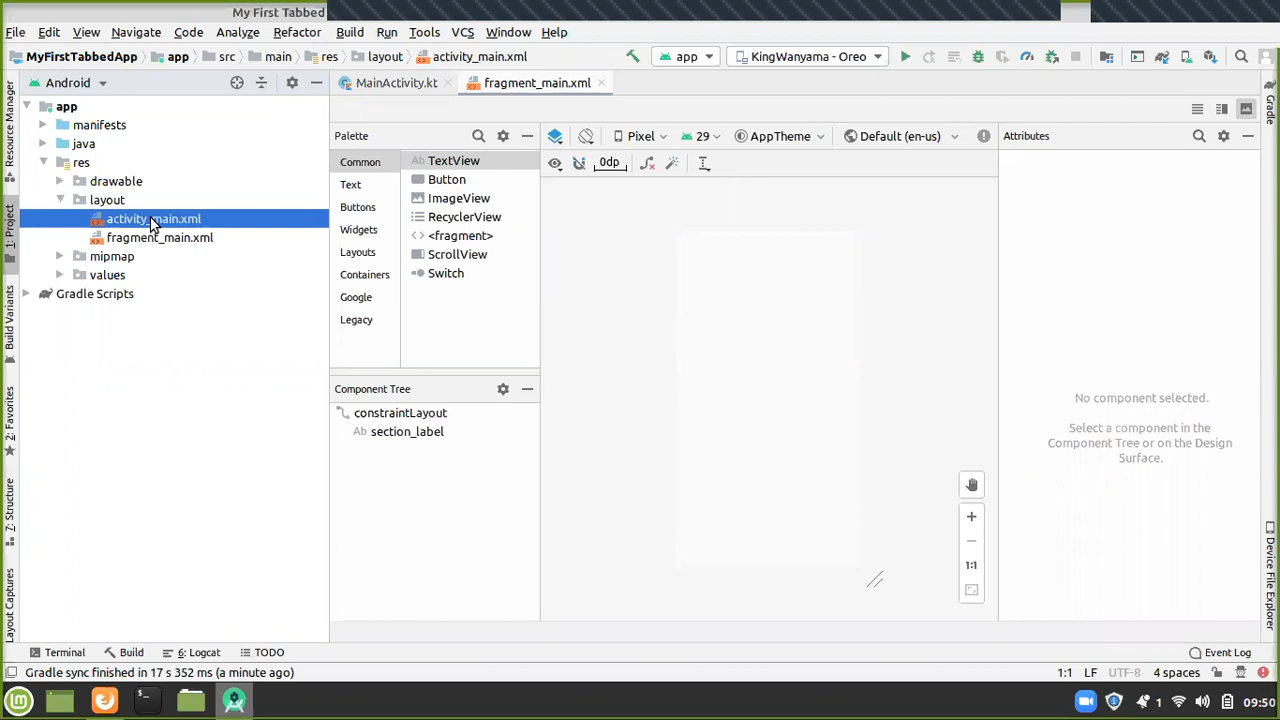 My First Tabbed
File Edit View Navigate Code Analyze Refactor Build Run Tools VCS Window Help
MyFirstTabbedApp app src main res layout activity_main.xml app KingWanyama - Oreo
Android MainActivity.kt fragment_main.xml
Resource Manager
1: Project
Build Variants
2: Favorites
7: Structure
Layout Captures
app
manifests
java
res
drawable
layout
activity_main.xml
fragment_main.xml
mipmap
values
Gradle Scripts
Palette
Common
Text
Buttons
Widgets
Layouts
Containers
Google
Legacy
Ab TextView
Button
ImageView
RecyclerView
<> <fragment>
ScrollView
Switch
Component Tree
constraintLayout
Ab section_label
Pixel 29 AppTheme Default (en-us)
0dp
1:1
Attributes
No component selected.
Select a component in the
Component Tree or on the Design
Surface.
Gradle
Device File Explorer
Terminal Build 6: Logcat TODO Event Log
Gradle sync finished in 17 s 352 ms (a minute ago) 1:1 LF UTF-8 4 spaces
1 09:50